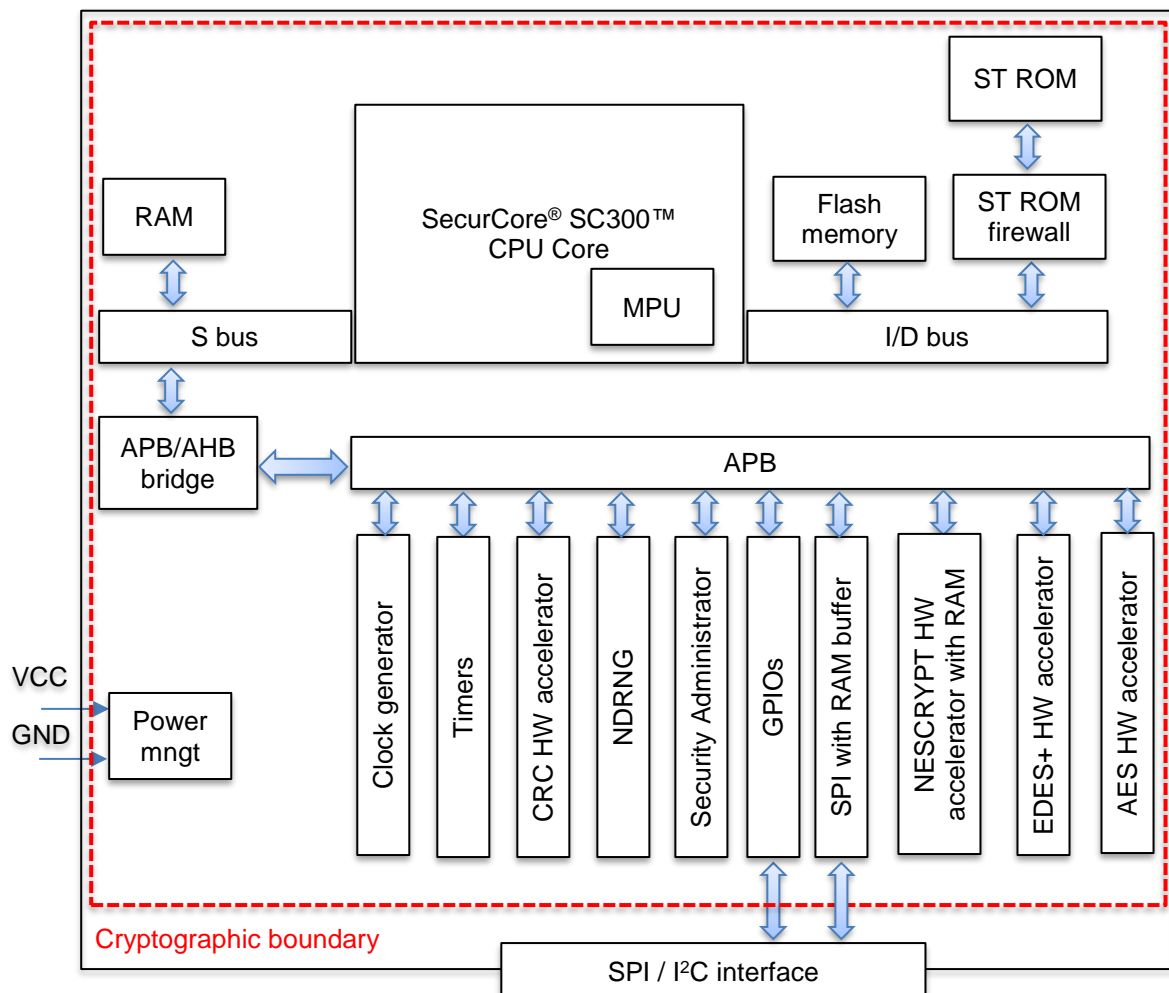 ST ROM
RAM
SecurCore® SC300™
CPU Core
MPU
Flash
memory
ST ROM
firewall
S bus
I/D bus
APB/AHB
bridge
APB
Clock generator
Timers
CRC HW accelerator
NDRNG
Security Administrator
GPIOs
SPI with RAM buffer
NESCRYPT HW
accelerator with RAM
EDES+ HW accelerator
AES HW accelerator
VCC
GND
Power
mngt
Cryptographic boundary
SPI / I²C interface